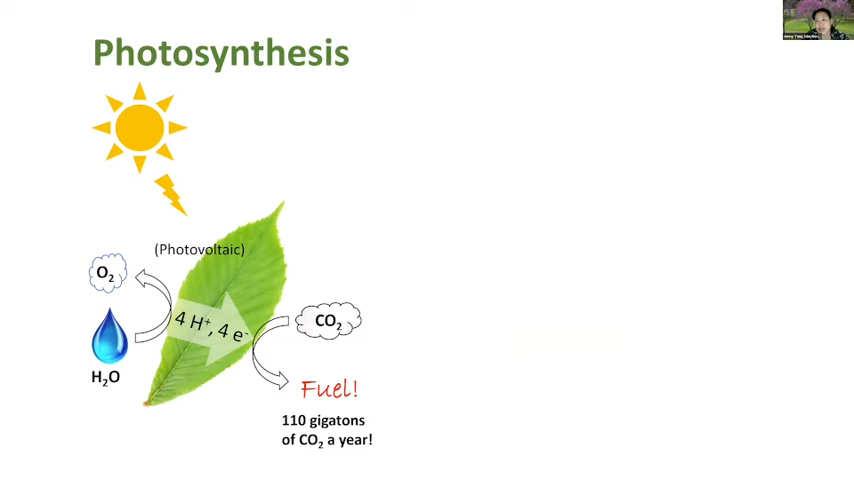 Photosynthesis
(Photovoltaic)
O₂
4 H⁺, 4 e⁻
CO₂
H₂O
Fuel!
110 gigatons
of CO₂ a year!